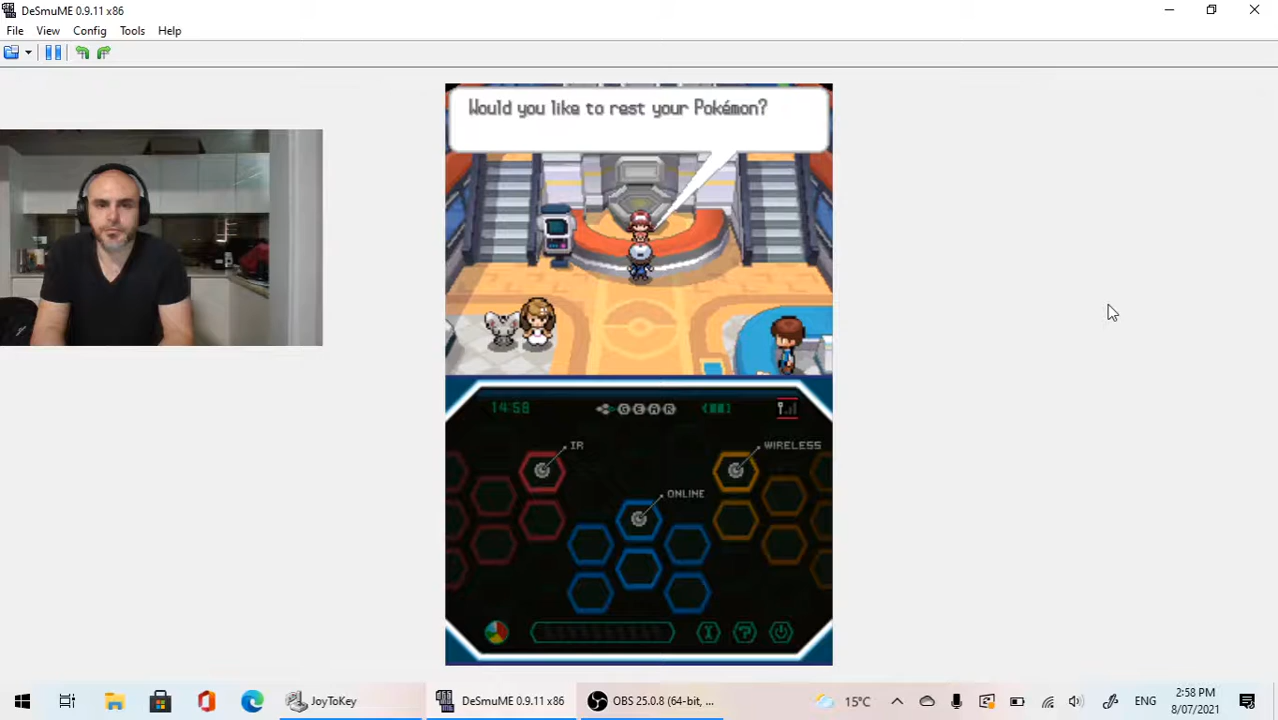 DeSmuME 0.9.11 x86
File View Config Tools Help
Would you like to rest your Pokémon?
14:58
GEAR
IR
WIRELESS
ONLINE
JoyToKey
DeSmuME 0.9.11 x86
OBS 25.0.8 (64-bit, ...
15°C
ENG
2:58 PM
8/07/2021